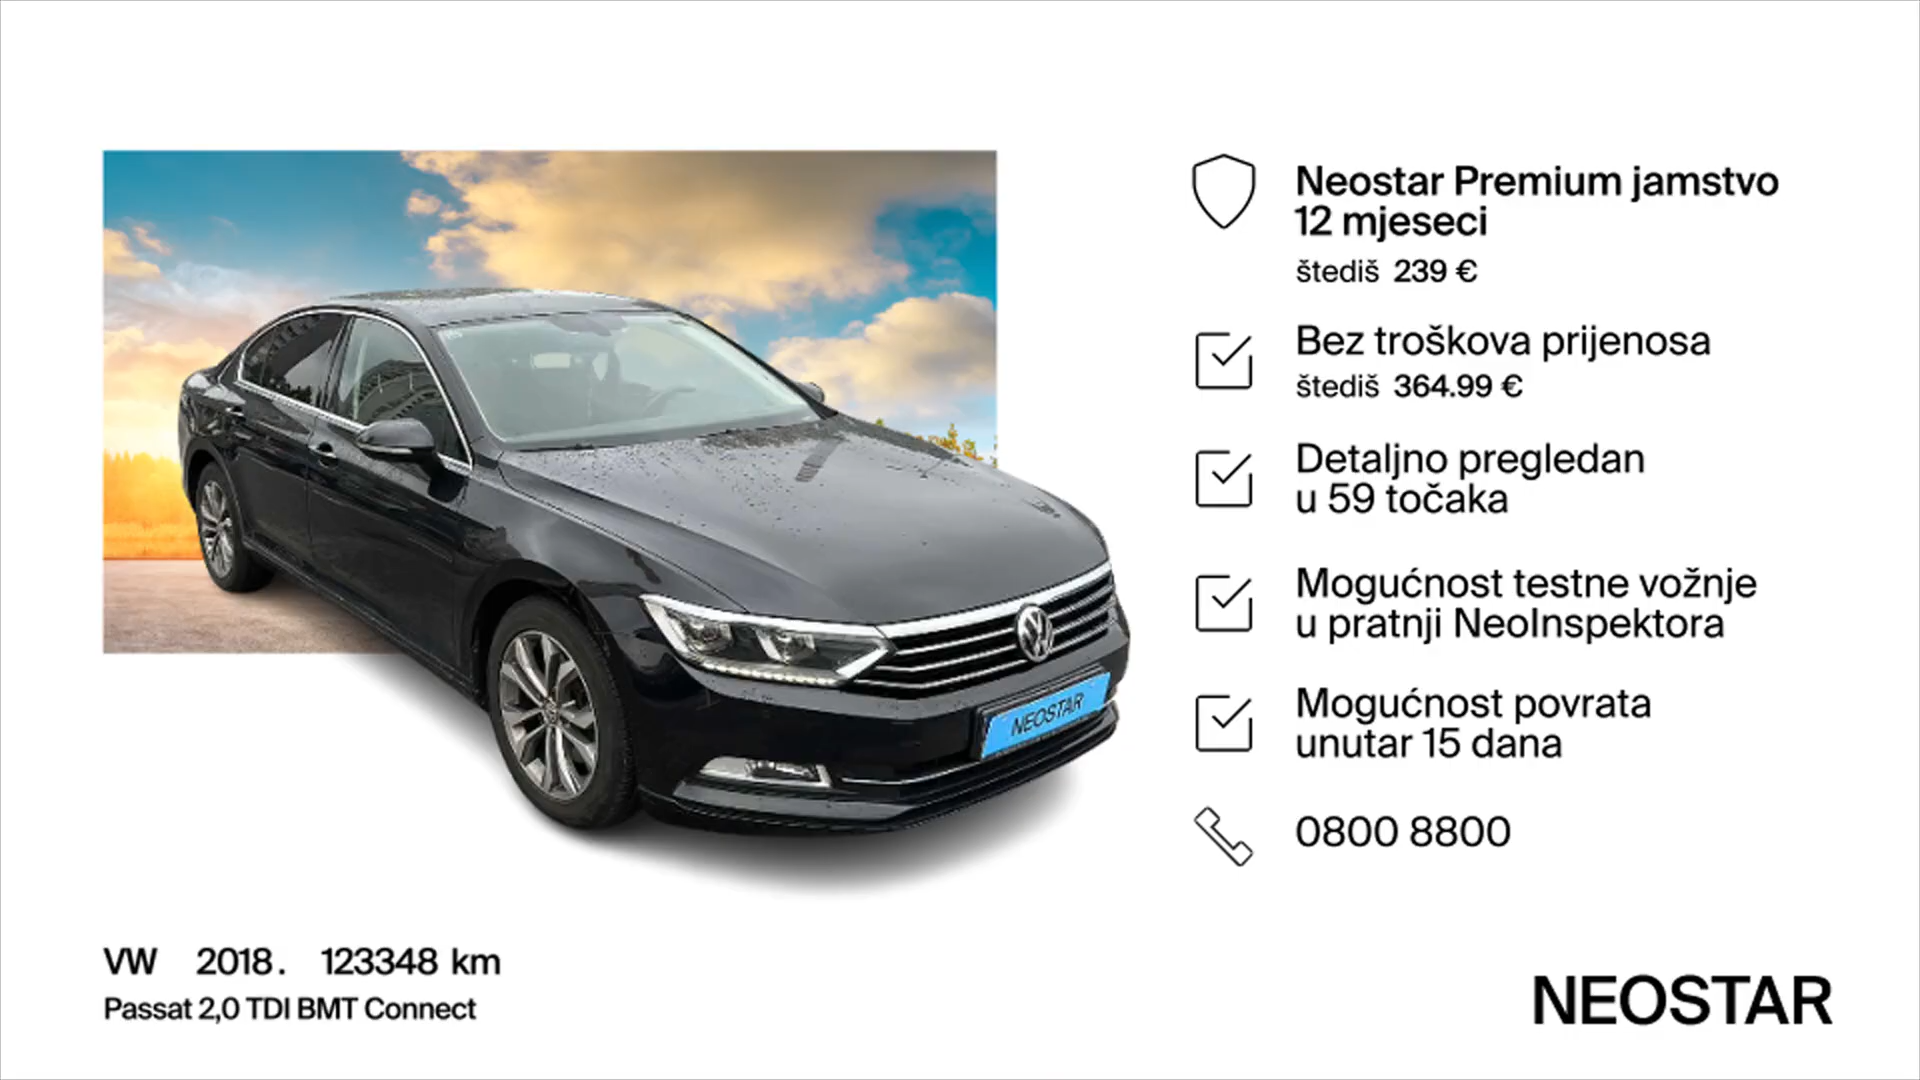 Neostar Premium jamstvo
12 mjeseci
štediš 239 €
Bez troškova prijenosa
štediš 364.99 €
Detaljno pregledan
u 59 točaka
Mogućnost testne vožnje
u pratnji NeoInspektora
Mogućnost povrata
unutar 15 dana
0800 8800
NEOSTAR
VW 2018. 123348 km
Passat 2,0 TDI BMT Connect
NEOSTAR